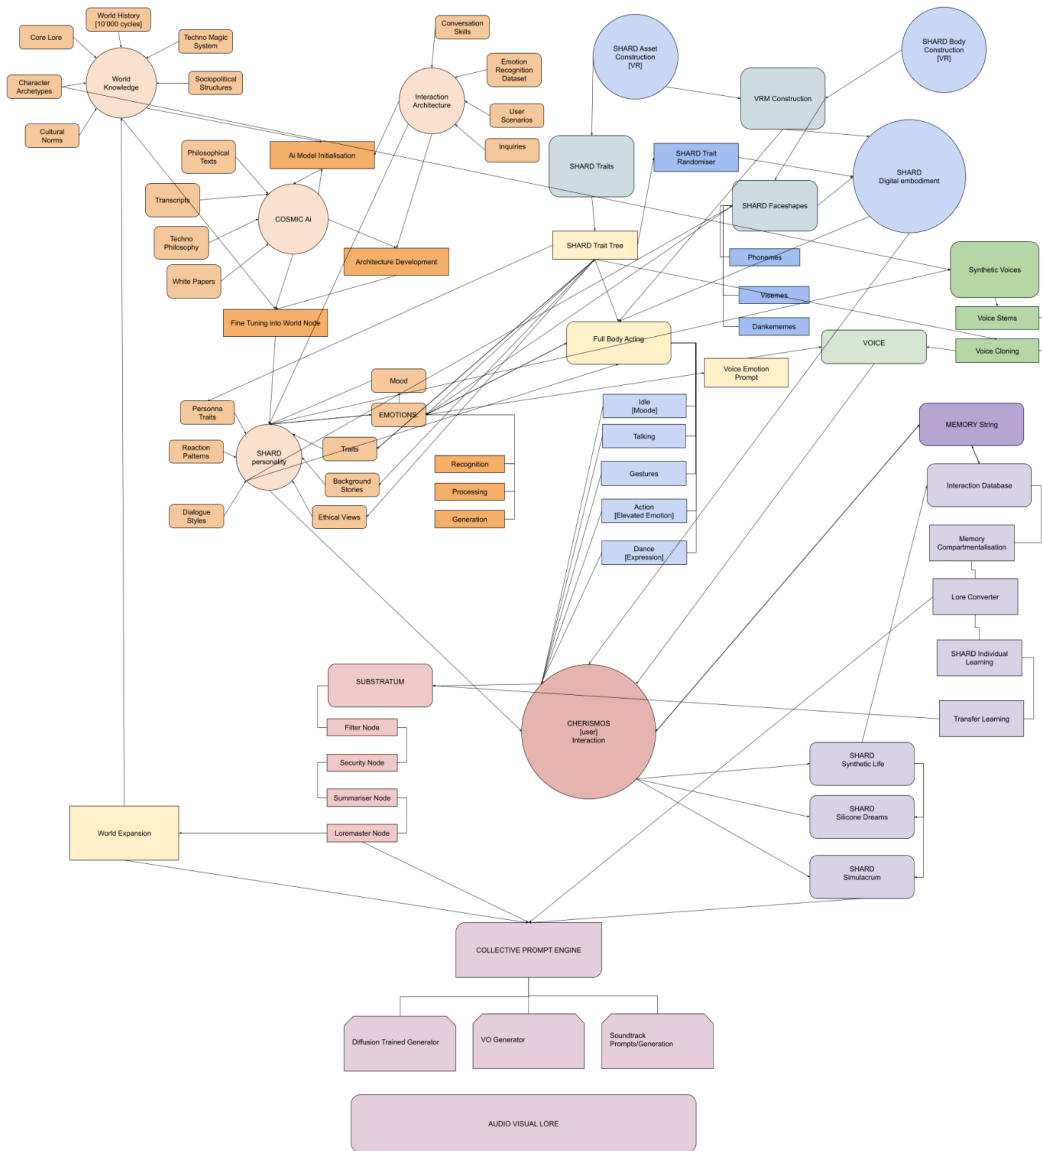 World History
[10'000 cycles]
Core Lore
Techno Magic
System
World
Knowledge
Character
Archetypes
Sociopolitical
Structures
Cultural
Norms
Conversation
Skills
Emotion
Recognition
Dataset
Interaction
Architecture
User
Scenarios
Inquiries
SHARD Asset
Construction
[VR]
SHARD Body
Construction
[VR]
VRM Construction
Philosophical
Texts
Ai Model Initialisation
SHARD Traits
SHARD Trait
Randomiser
SHARD
Digital embodiment
Transcripts
COSMIC Ai
SHARD Faceshapes
Techno
Philosophy
SHARD Trait Tree
Architecture Development
Phonemes
Synthetic Voices
White Papers
Visemes
Voice Stems
Fine Tuning into World Node
Dankememes
Full Body Acting
VOICE
Voice Cloning
Voice Emotion
Prompt
Mood
Personna
Traits
EMOTIONS
Idle
[Moode]
MEMORY String
Talking
Reaction
Patterns
SHARD
personality
Traits
Recognition
Gestures
Background
Stories
Interaction Database
Processing
Dialogue
Styles
Ethical Views
Generation
Action
[Elevated Emotion]
Memory
Compartmentalisation
Dance
[Expression]
Lore Converter
SHARD Individual
Learning
SUBSTRATUM
Transfer Learning
Filter Node
CHERISMOS
[user]
Interaction
Security Node
SHARD
Synthetic Life
Summariser Node
SHARD
Silicone Dreams
World Expansion
Loremaster Node
SHARD
Simulacrum
COLLECTIVE PROMPT ENGINE
Diffusion Trained Generator
VO Generator
Soundtrack
Prompts/Generation
AUDIO VISUAL LORE